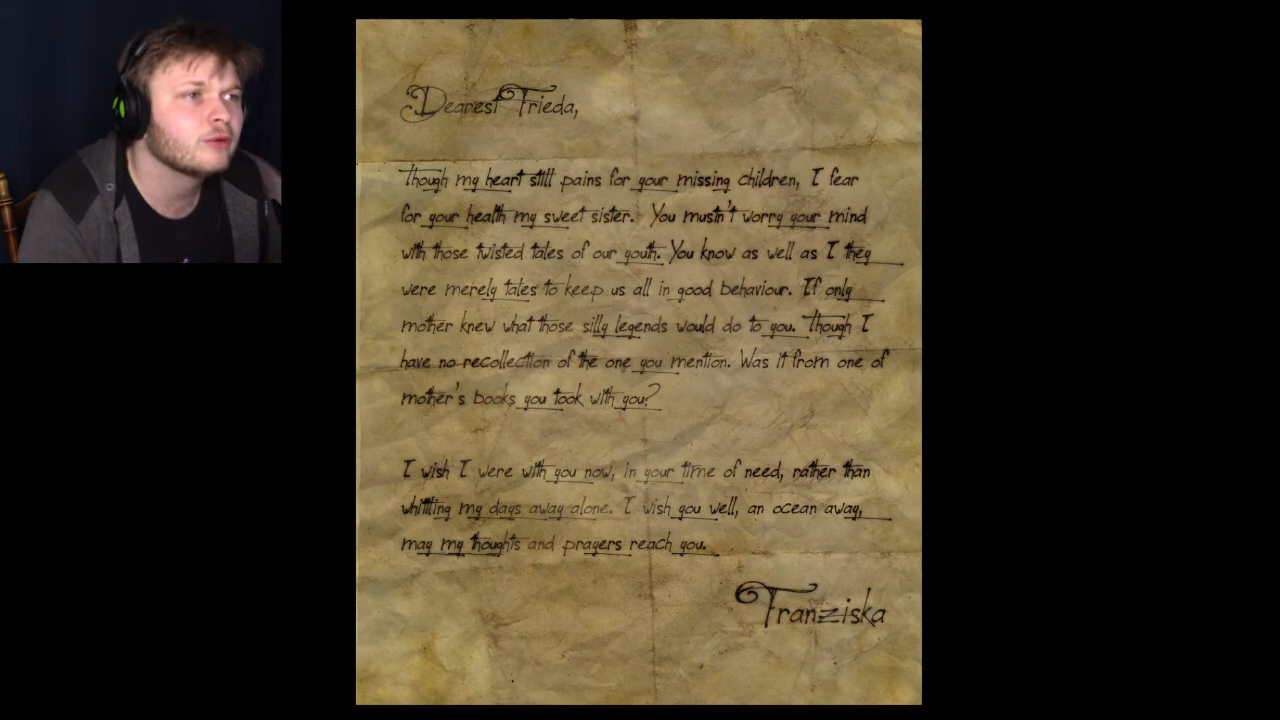 Dearest Frieda,
Though my heart still pains for your missing children, I fear
for your health my sweet sister. You mustn't worry your mind
with those twisted tales of our youth. You know as well as I they
were merely tales to keep us all in good behaviour. If only
mother knew what those silly legends would do to you. Though I
have no recollection of the one you mention. Was it from one of
mother's books you took with you?
I wish I were with you now, in your time of need, rather than
whittling my days away alone. I wish you well, an ocean away,
may my thoughts and prayers reach you.
Franziska